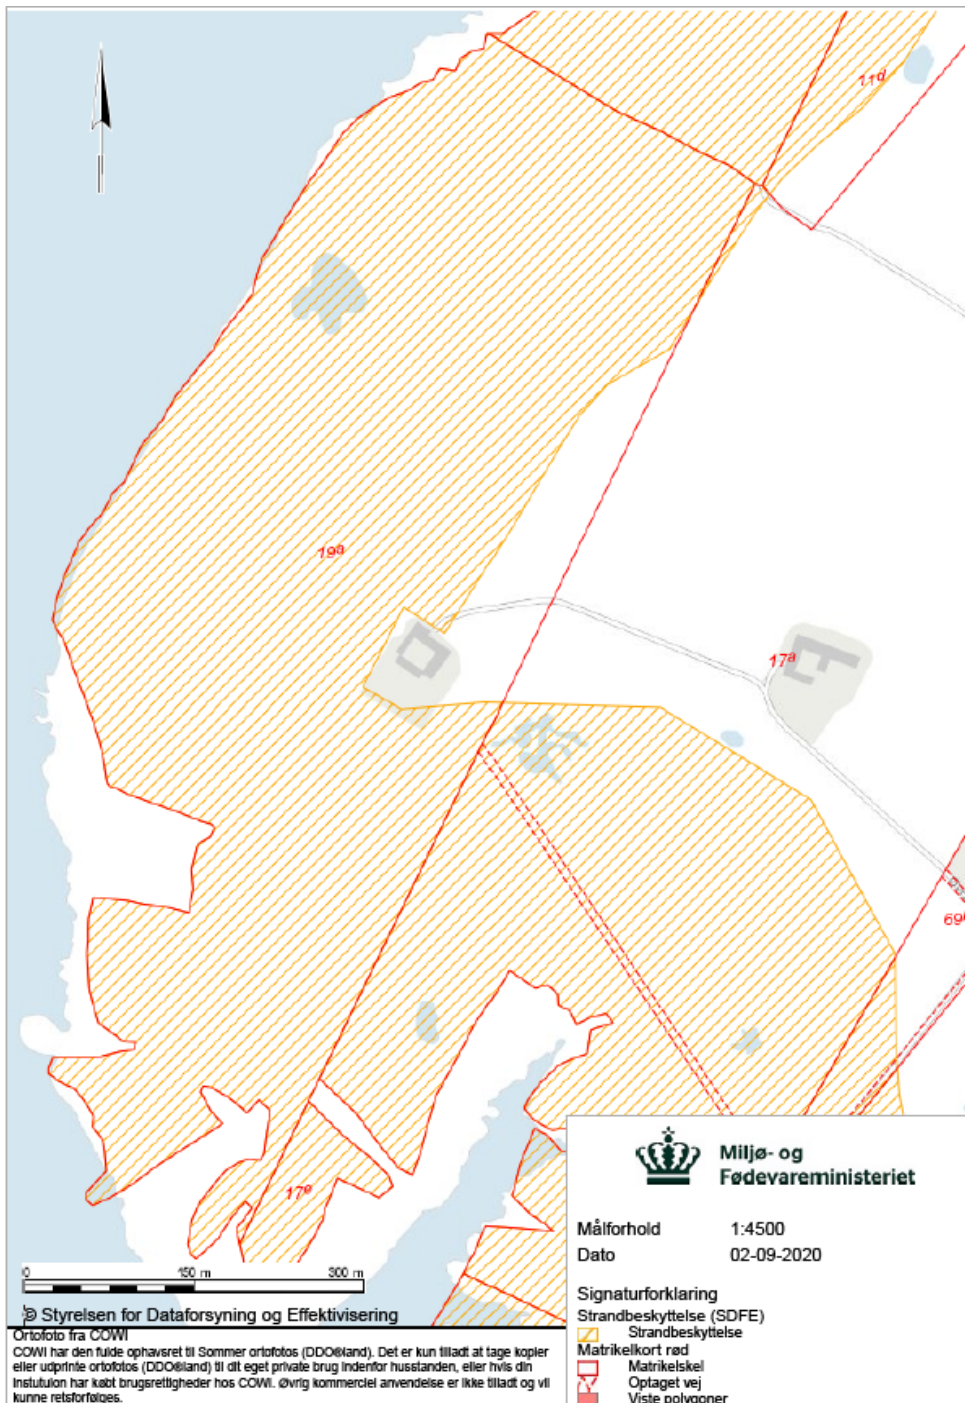 11d
19a
17a
69
17e
0 150 m 300 m
© Styrelsen for Dataforsyning og Effektivisering
Ortofoto fra COWI
COWI har den fulde ophavsret til Sommer ortofotos (DDO®land). Det er kun tilladt at tage kopier
eller udprinte ortofotos (DDO®land) til dit eget private brug indenfor husstanden, eller hvis din
institution har købt brugsrettigheder hos COWI. Øvrig kommerciel anvendelse er ikke tilladt og vil
kunne retsforfølges.
Miljø- og
Fødevareministeriet
Målforhold 1:4500
Dato 02-09-2020
Signaturforklaring
Strandbeskyttelse (SDFE)
Strandbeskyttelse
Matrikelkort rød
Matrikelskel
Optaget vej
Viste polygoner